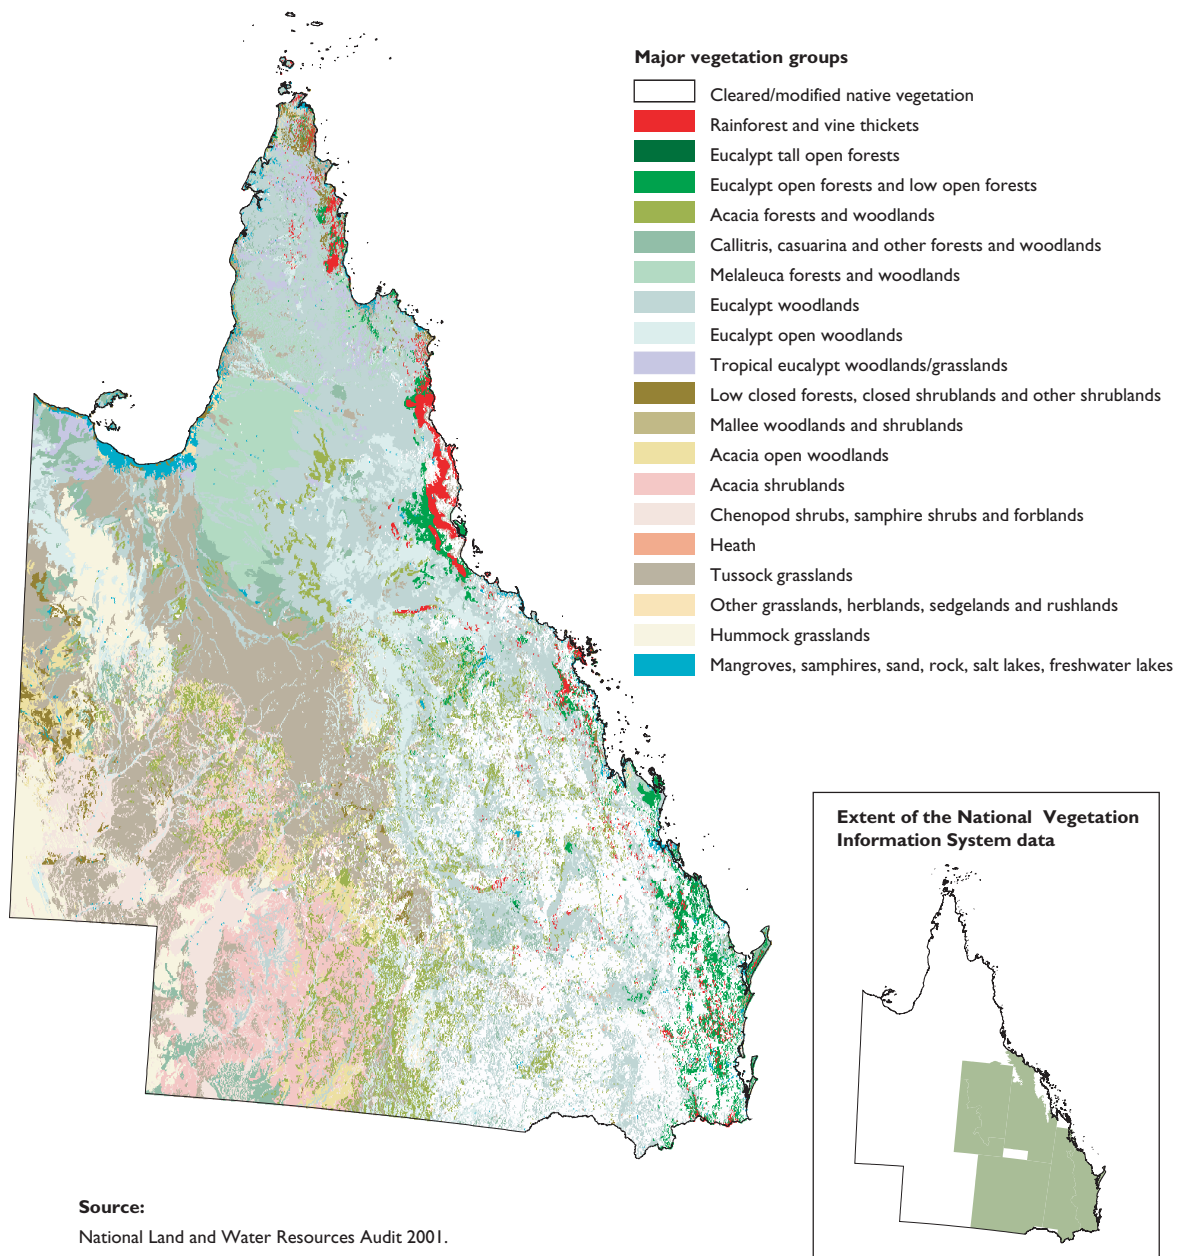 Major vegetation groups
Cleared/modified native vegetation
Rainforest and vine thickets
Eucalypt tall open forests
Eucalypt open forests and low open forests
Acacia forests and woodlands
Callitris, casuarina and other forests and woodlands
Melaleuca forests and woodlands
Eucalypt woodlands
Eucalypt open woodlands
Tropical eucalypt woodlands/grasslands
Low closed forests, closed shrublands and other shrublands
Mallee woodlands and shrublands
Acacia open woodlands
Acacia shrublands
Chenopod shrubs, samphire shrubs and forblands
Heath
Tussock grasslands
Other grasslands, herblands, sedgelands and rushlands
Hummock grasslands
Mangroves, samphires, sand, rock, salt lakes, freshwater lakes
Extent of the National Vegetation
Information System data
Source:
National Land and Water Resources Audit 2001.